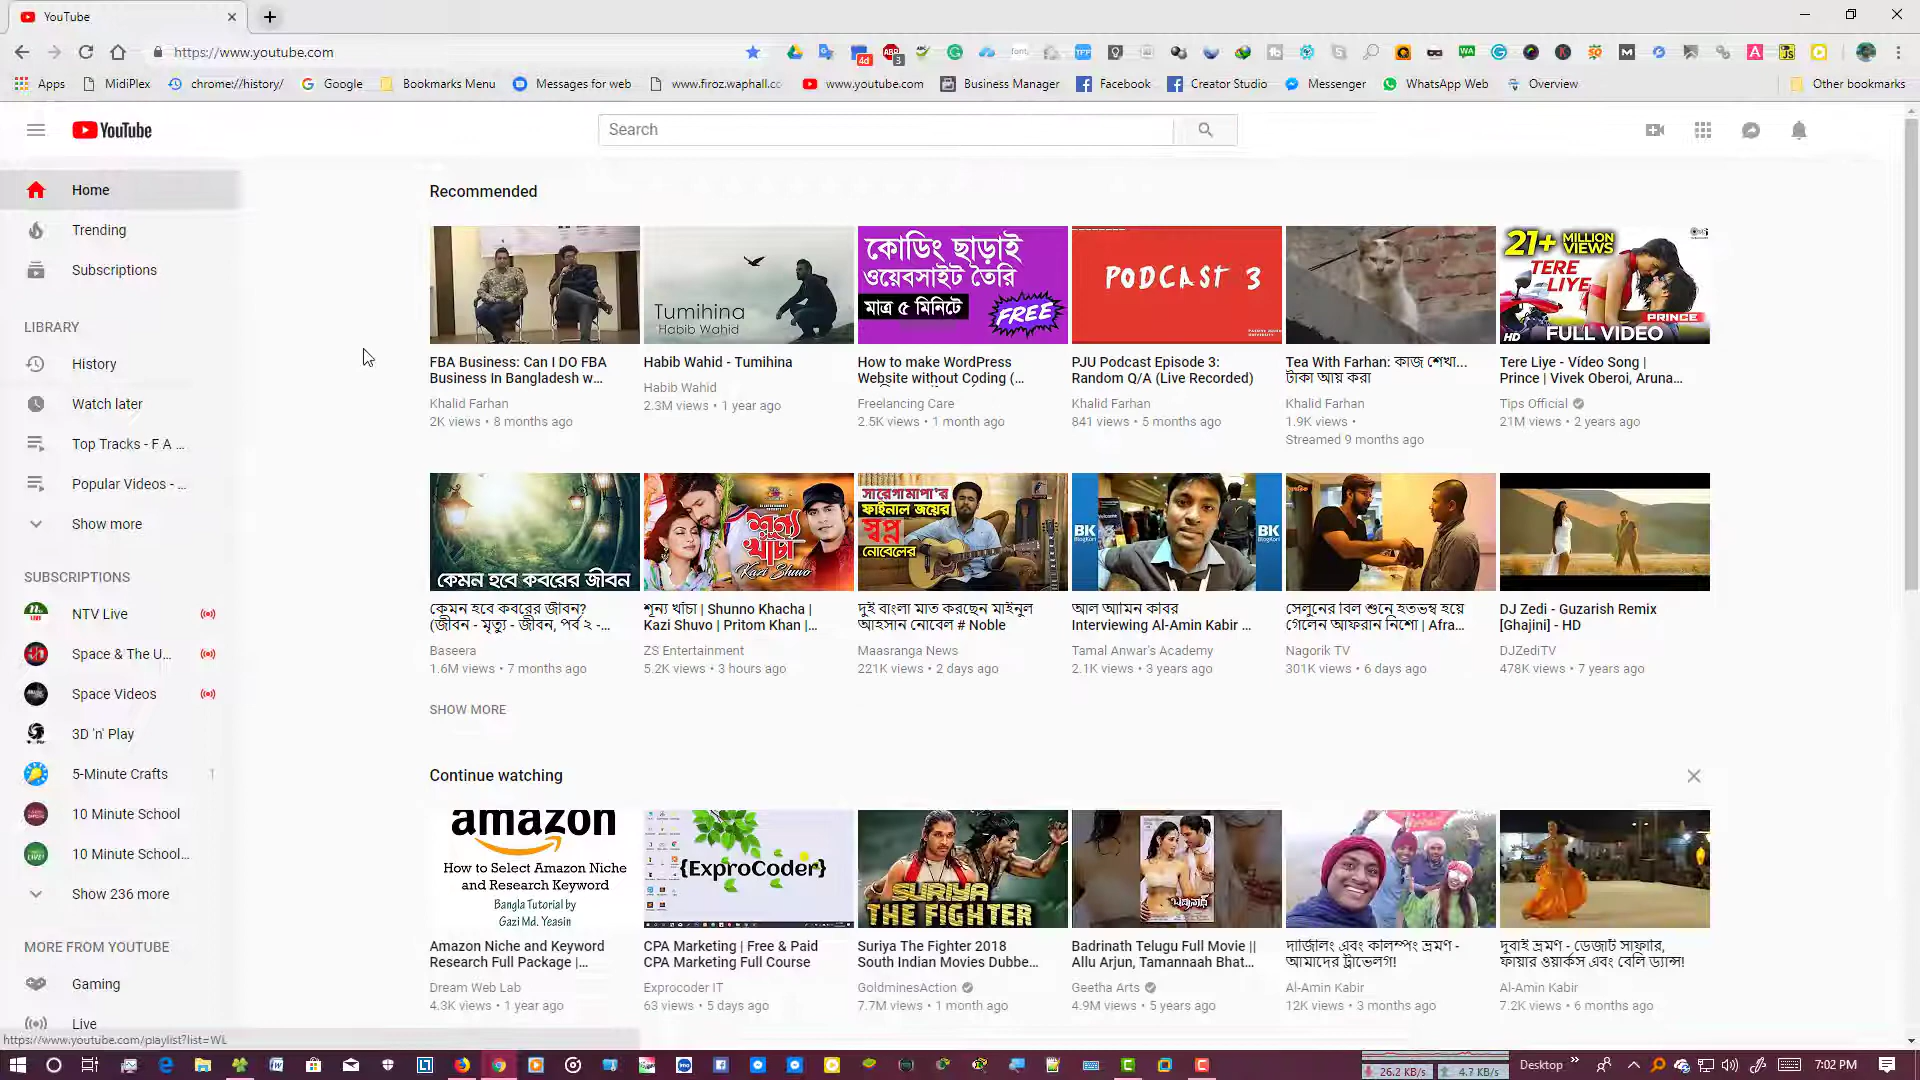 YouTube
https://www.youtube.com
4d
ABP
3
Apps
MidiPlex
chrome://history/
Google
Bookmarks Menu
Messages for web
www.firoz.waphall.cc
www.youtube.com
Business Manager
Facebook
Creator Studio
Messenger
WhatsApp Web
Overview
Other bookmarks
YouTube
Search
Home
Trending
Subscriptions
LIBRARY
History
Watch later
Top Tracks - F A ...
Popular Videos - ...
Show more
SUBSCRIPTIONS
NTV Live
Space & The U...
Space Videos
3D 'n' Play
5-Minute Crafts
10 Minute School
10 Minute School...
Show 236 more
MORE FROM YOUTUBE
Gaming
Live
Recommended
Tumihina
Habib Wahid
কোডিং ছাড়াই
ওয়েবসাইট তৈরি
মাত্র ৫ মিনিটে
FREE
PODCAST 3
21+ MILLION
VIEWS
TERE
LIYE
PRINCE
HD FULL VIDEO
FBA Business: Can I DO FBA
Business In Bangladesh w...
Khalid Farhan
2K views • 8 months ago
Habib Wahid - Tumihina
Habib Wahid
2.3M views • 1 year ago
How to make WordPress
Website without Coding (...
Freelancing Care
2.5K views • 1 month ago
PJU Podcast Episode 3:
Random Q/A (Live Recorded)
Khalid Farhan
841 views • 5 months ago
Tea With Farhan: কাজ শেখা...
টাকা আয় করা
Khalid Farhan
1.9K views •
Streamed 9 months ago
Tere Liye - Video Song |
Prince | Vivek Oberoi, Aruna...
Tips Official
21M views • 2 years ago
কেমন হবে কবরের জীবন
শূন্য
খাঁচা
Kazi Shuvo
সারেগামাপা'র
ফাইনাল জয়ের
স্বপ্ন
নোবেলের
BK
BlogKori
BK
BlogKori
কেমন হবে কবরের জীবন?
(জীবন - মৃত্যু - জীবন, পর্ব ২ -...
Baseera
1.6M views • 7 months ago
শূন্য খাঁচা | Shunno Khacha |
Kazi Shuvo | Pritom Khan |...
ZS Entertainment
5.2K views • 3 hours ago
দুই বাংলা মাত করছেন মাইনুল
আহসান নোবেল # Noble
Maasranga News
221K views • 2 days ago
আল আমিন কবির
Interviewing Al-Amin Kabir ...
Tamal Anwar's Academy
2.1K views • 3 years ago
সেলুনের বিল শুনে হতভম্ব হয়ে
গেলেন আফরান নিশো | Afra...
Nagorik TV
301K views • 6 days ago
DJ Zedi - Guzarish Remix
[Ghajini] - HD
DJZediTV
478K views • 7 years ago
SHOW MORE
Continue watching
amazon
How to Select Amazon Niche
and Research Keyword
Bangla Tutorial by
Gazi Md. Yeasin
{ExproCoder}
SURIYA
THE FIGHTER
বদ্রিনাথ
Amazon Niche and Keyword
Research Full Package |...
Dream Web Lab
4.3K views • 1 year ago
CPA Marketing | Free & Paid
CPA Marketing Full Course
Exprocoder IT
63 views • 5 days ago
Suriya The Fighter 2018
South Indian Movies Dubbe...
GoldminesAction
7.7M views • 1 month ago
Badrinath Telugu Full Movie ||
Allu Arjun, Tamannaah Bhat...
Geetha Arts
4.9M views • 5 years ago
দার্জিলিং এবং কালিম্পং ভ্রমণ -
আমাদের ট্রাভেলগ!
Al-Amin Kabir
12K views • 3 months ago
দুবাই ভ্রমণ - ডেজার্ট সাফারি,
ফায়ার ওয়ার্কস এবং বেলি ড্যান্স!
Al-Amin Kabir
7.2K views • 6 months ago
https://www.youtube.com/playlist?list=WL
26.2 KB/s
4.7 KB/s
Desktop
7:02 PM